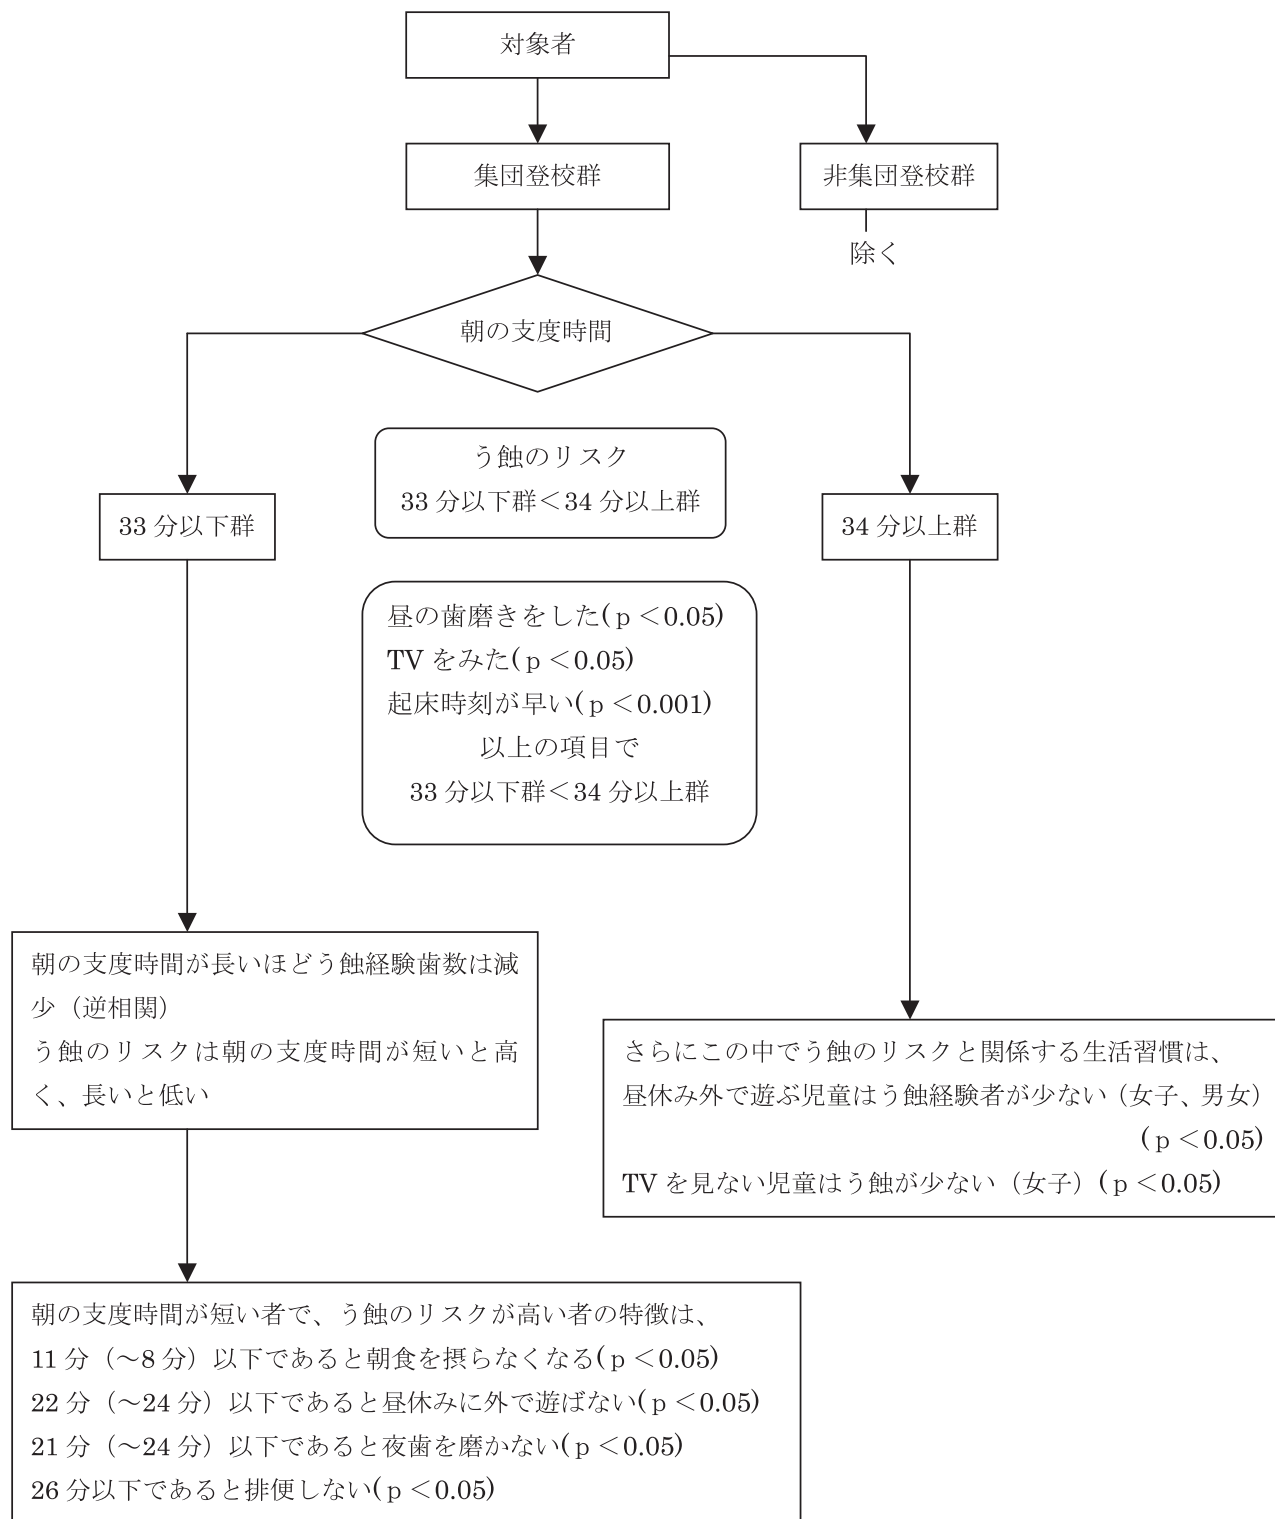 対象者
集団登校群
非集団登校群
除く
朝の支度時間
う蝕のリスク
33分以下群＜34分以上群
33分以下群
34分以上群
昼の歯磨きをした(p＜0.05)
TVをみた(p＜0.05)
起床時刻が早い(p＜0.001)
以上の項目で
33分以下群＜34分以上群
朝の支度時間が長いほどう蝕経験歯数は減
少（逆相関）
う蝕のリスクは朝の支度時間が短いと高
く、長いと低い
さらにこの中でう蝕のリスクと関係する生活習慣は、
昼休み外で遊ぶ児童はう蝕経験者が少ない（女子、男女）
(p＜0.05)
TVを見ない児童はう蝕が少ない（女子）(p＜0.05)
朝の支度時間が短い者で、う蝕のリスクが高い者の特徴は、
11分（～8分）以下であると朝食を摂らなくなる(p＜0.05)
22分（～24分）以下であると昼休みに外で遊ばない(p＜0.05)
21分（～24分）以下であると夜歯を磨かない(p＜0.05)
26分以下であると排便しない(p＜0.05)